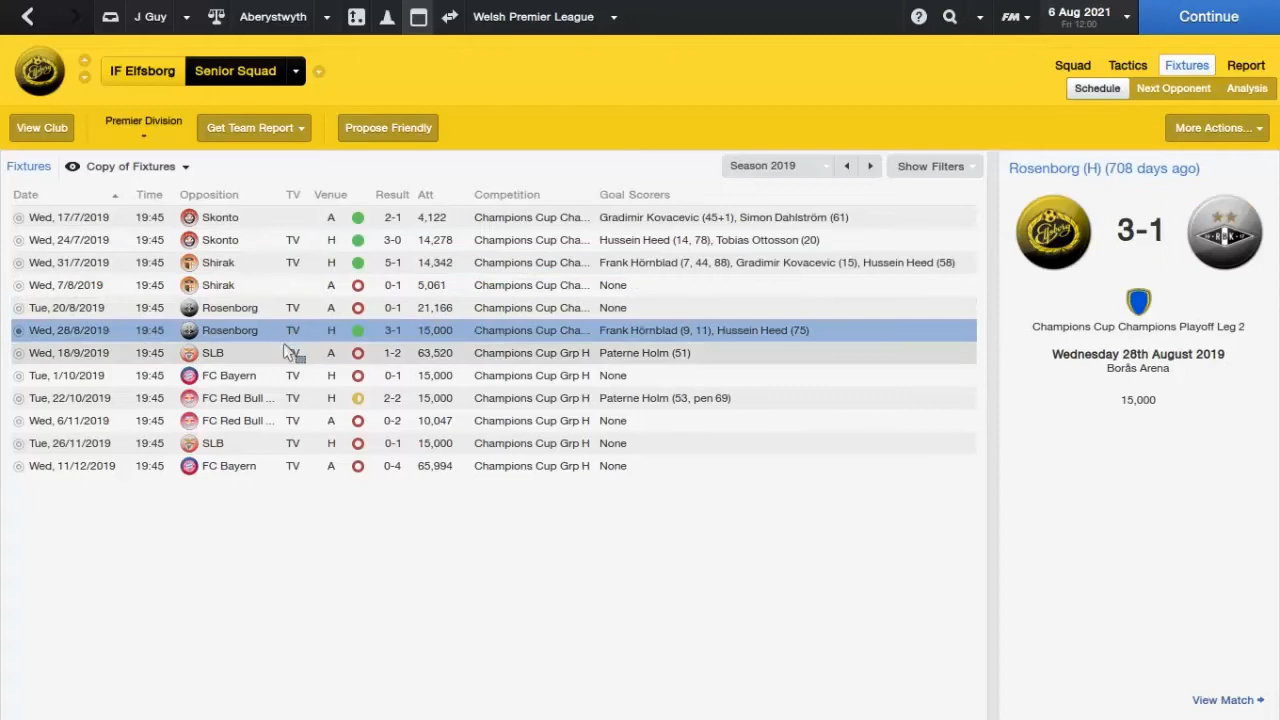 J Guy Aberystwyth Welsh Premier League FM 6 Aug 2021 Fri 12:00 Continue
IF Elfsborg Senior Squad Squad Tactics Fixtures Report
Schedule Next Opponent Analysis
View Club Premier Division Get Team Report Propose Friendly More Actions...
Fixtures Copy of Fixtures Season 2019 Show Filters
Date Time Opposition TV Venue Result Att Competition Goal Scorers
Wed, 17/7/2019 19:45 Skonto A 2-1 4,122 Champions Cup Cha... Gradimir Kovacevic (45+1), Simon Dahlström (61)
Wed, 24/7/2019 19:45 Skonto TV H 3-0 14,278 Champions Cup Cha... Hussein Heed (14, 78), Tobias Ottosson (20)
Wed, 31/7/2019 19:45 Shirak TV H 5-1 14,342 Champions Cup Cha... Frank Hörnblad (7, 44, 88), Gradimir Kovacevic (15), Hussein Heed (58)
Wed, 7/8/2019 19:45 Shirak A 0-1 5,061 Champions Cup Cha... None
Tue, 20/8/2019 19:45 Rosenborg TV A 0-1 21,166 Champions Cup Cha... None
Wed, 28/8/2019 19:45 Rosenborg TV H 3-1 15,000 Champions Cup Cha... Frank Hörnblad (9, 11), Hussein Heed (75)
Wed, 18/9/2019 19:45 SLB TV A 1-2 63,520 Champions Cup Grp H Paterne Holm (51)
Tue, 1/10/2019 19:45 FC Bayern TV H 0-1 15,000 Champions Cup Grp H None
Tue, 22/10/2019 19:45 FC Red Bull ... TV H 2-2 15,000 Champions Cup Grp H Paterne Holm (53, pen 69)
Wed, 6/11/2019 19:45 FC Red Bull ... TV A 0-2 10,047 Champions Cup Grp H None
Tue, 26/11/2019 19:45 SLB TV H 0-1 15,000 Champions Cup Grp H None
Wed, 11/12/2019 19:45 FC Bayern TV A 0-4 65,994 Champions Cup Grp H None
Rosenborg (H) (708 days ago)
3-1
Champions Cup Champions Playoff Leg 2
Wednesday 28th August 2019
Borås Arena
15,000
View Match